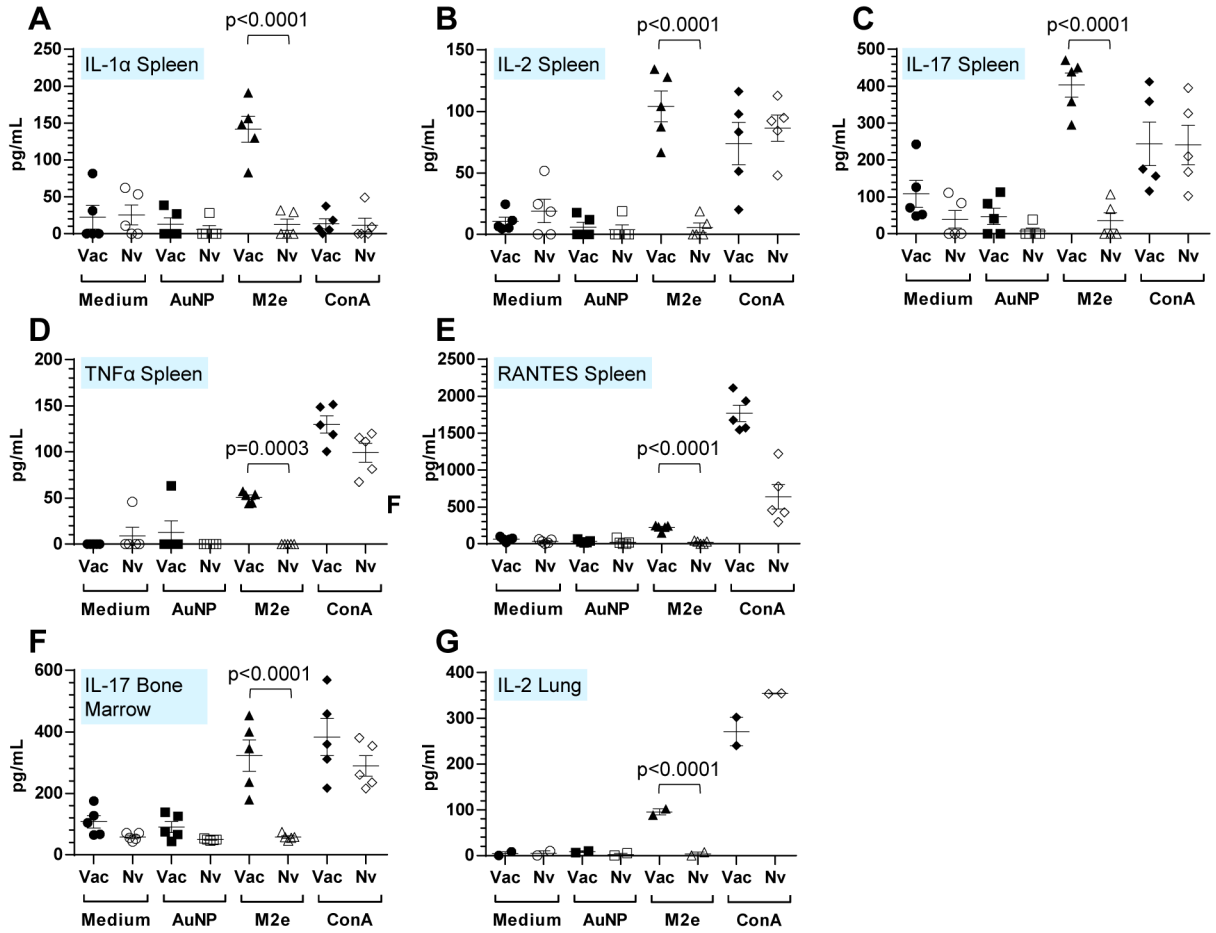 A
IL-1α Spleen
p<0.0001
pg/mL
250
200
150
100
50
0
Vac Nv Vac Nv Vac Nv Vac Nv
Medium AuNP M2e ConA
B
IL-2 Spleen
p<0.0001
pg/mL
150
100
50
0
Vac Nv Vac Nv Vac Nv Vac Nv
Medium AuNP M2e ConA
C
IL-17 Spleen
p<0.0001
pg/mL
500
400
300
200
100
0
Vac Nv Vac Nv Vac Nv Vac Nv
Medium AuNP M2e ConA
D
TNFα Spleen
p=0.0003
pg/mL
200
150
100
50
0
Vac Nv Vac Nv Vac Nv Vac Nv
Medium AuNP M2e ConA
F
E
RANTES Spleen
p<0.0001
pg/mL
2500
2000
1500
1000
500
0
Vac Nv Vac Nv Vac Nv Vac Nv
Medium AuNP M2e ConA
F
IL-17 Bone
Marrow
p<0.0001
pg/mL
600
400
200
0
Vac Nv Vac Nv Vac Nv Vac Nv
Medium AuNP M2e ConA
G
IL-2 Lung
p<0.0001
pg/ml
400
300
200
100
0
Vac Nv Vac Nv Vac Nv Vac Nv
Medium AuNP M2e ConA